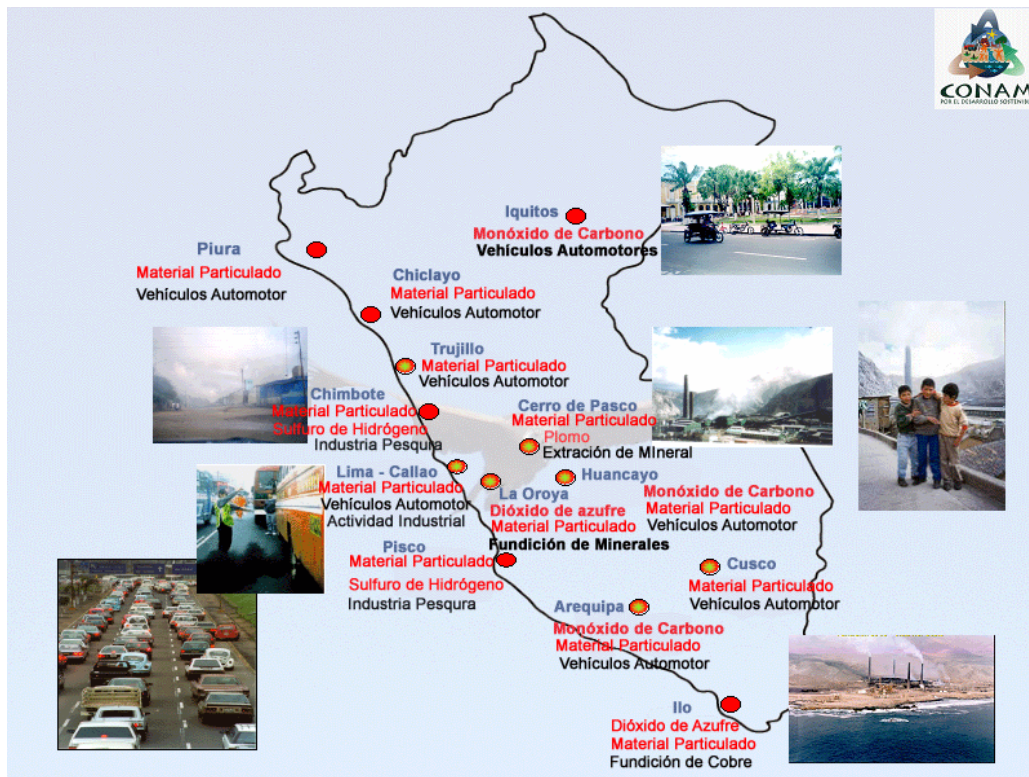 CONAM
POR EL DESARROLLO SOSTENIBLE
Iquitos
Monóxido de Carbono
Vehículos Automotores
Piura
Material Particulado
Vehículos Automotor
Chiclayo
Material Particulado
Vehículos Automotor
Trujillo
Material Particulado
Vehículos Automotor
Chimbote
Material Particulado
Sulfuro de Hidrógeno
Industria Pesqura
Cerro de Pasco
Material Particulado
Plomo
Extración de MIneral
Lima - Callao
Material Particulado
Vehículos Automotor
Actividad Industrial
Huancayo
Monóxido de Carbono
Material Particulado
Vehículos Automotor
La Oroya
Dióxido de azufre
Material Particulado
Fundición de Minerales
Pisco
Material Particulado
Sulfuro de Hidrógeno
Industria Pesqura
Cusco
Material Particulado
Vehículos Automotor
Arequipa
Monóxido de Carbono
Material Particulado
Vehículos Automotor
Ilo
Dióxido de Azufre
Material Particulado
Fundición de Cobre